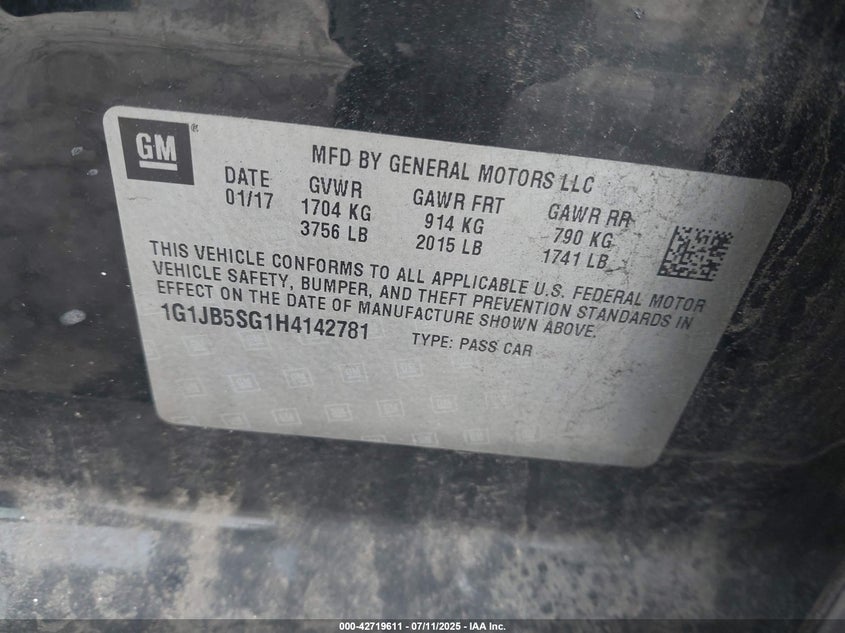 GM
®
MFD BY GENERAL MOTORS LLC
DATE GVWR GAWR FRT GAWR RR
01/17 1704 KG 914 KG 790 KG
3756 LB 2015 LB 1741 LB
THIS VEHICLE CONFORMS TO ALL APPLICABLE U.S. FEDERAL MOTOR
VEHICLE SAFETY, BUMPER, AND THEFT PREVENTION STANDARDS IN
EFFECT ON THE DATE OF MANUFACTURE SHOWN ABOVE.
1G1JB5SG1H4142781 TYPE: PASS CAR
000-42719611 - 07/11/2025 - IAA Inc.